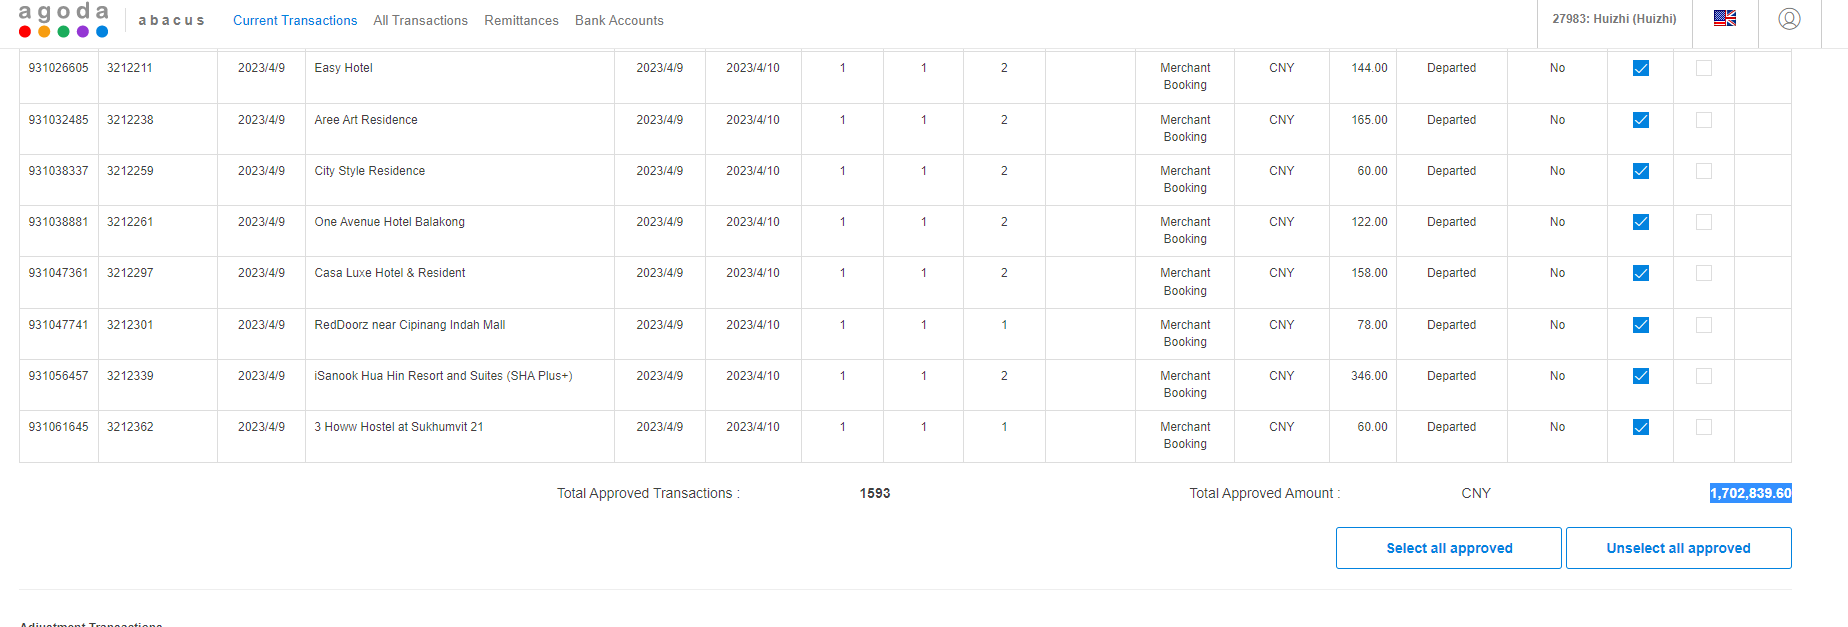 agoda abacus Current Transactions All Transactions Remittances Bank Accounts 27983: Huizhi (Huizhi)
931026605 3212211 2023/4/9 Easy Hotel 2023/4/9 2023/4/10 1 1 2 Merchant Booking CNY 144.00 Departed No
931032485 3212238 2023/4/9 Aree Art Residence 2023/4/9 2023/4/10 1 1 2 Merchant Booking CNY 165.00 Departed No
931038337 3212259 2023/4/9 City Style Residence 2023/4/9 2023/4/10 1 1 2 Merchant Booking CNY 60.00 Departed No
931038881 3212261 2023/4/9 One Avenue Hotel Balakong 2023/4/9 2023/4/10 1 1 2 Merchant Booking CNY 122.00 Departed No
931047361 3212297 2023/4/9 Casa Luxe Hotel & Resident 2023/4/9 2023/4/10 1 1 2 Merchant Booking CNY 158.00 Departed No
931047741 3212301 2023/4/9 RedDoorz near Cipinang Indah Mall 2023/4/9 2023/4/10 1 1 1 Merchant Booking CNY 78.00 Departed No
931056457 3212339 2023/4/9 iSanook Hua Hin Resort and Suites (SHA Plus+) 2023/4/9 2023/4/10 1 1 2 Merchant Booking CNY 346.00 Departed No
931061645 3212362 2023/4/9 3 Howw Hostel at Sukhumvit 21 2023/4/9 2023/4/10 1 1 1 Merchant Booking CNY 60.00 Departed No
Total Approved Transactions : 1593 Total Approved Amount : CNY 1,702,839.60
Select all approved Unselect all approved
Adjustment Transactions